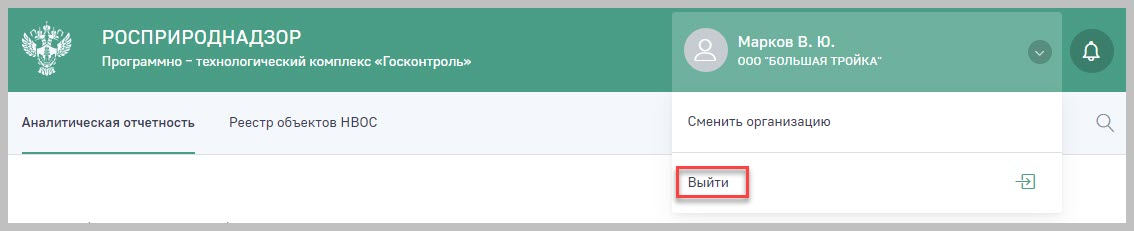 РОСПРИРОДНАДЗОР
Программно – технологический комплекс «Госконтроль»
Марков В. Ю.
ООО "БОЛЬШАЯ ТРОЙКА"
Аналитическая отчетность
Реестр объектов НВОС
Сменить организацию
Выйти